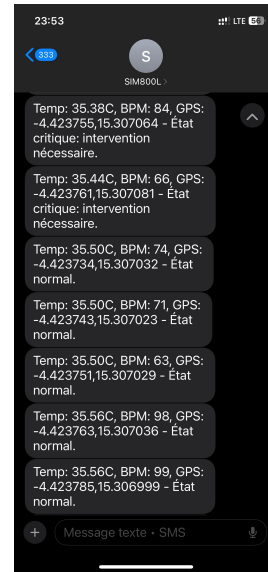 23:53
LTE 56
333
S
SIM800L
Temp: 35.38C, BPM: 84, GPS:
-4.423755,15.307064 - État
critique: intervention
nécessaire.
Temp: 35.44C, BPM: 66, GPS:
-4.423761,15.307081 - État
critique: intervention
nécessaire.
Temp: 35.50C, BPM: 74, GPS:
-4.423734,15.307032 - État
normal.
Temp: 35.50C, BPM: 71, GPS:
-4.423743,15.307023 - État
normal.
Temp: 35.50C, BPM: 63, GPS:
-4.423751,15.307029 - État
normal.
Temp: 35.56C, BPM: 98, GPS:
-4.423763,15.307036 - État
normal.
Temp: 35.56C, BPM: 99, GPS:
-4.423785,15.306999 - État
normal.
Message texte • SMS